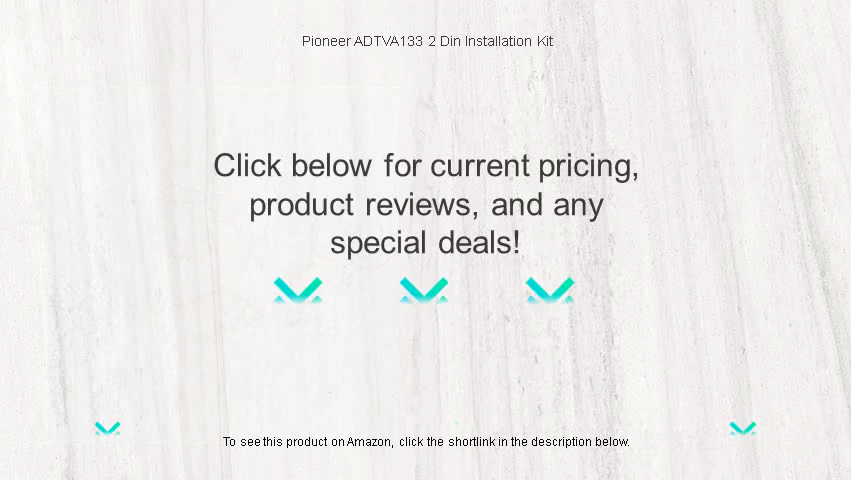 Pioneer ADTVA133 2 Din Installation Kit
Click below for current pricing,
product reviews, and any
special deals!
To see this product on Amazon, click the shortlink in the description below.